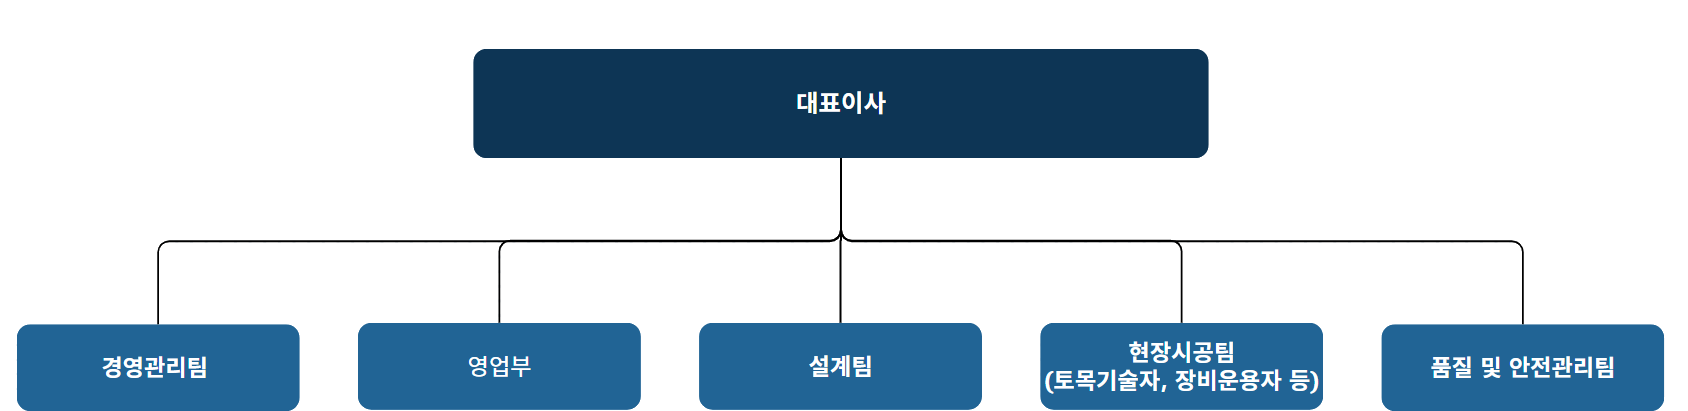 대표이사
경영관리팀
영업부
설계팀
현장시공팀
(토목기술자, 장비운용자 등)
품질 및 안전관리팀